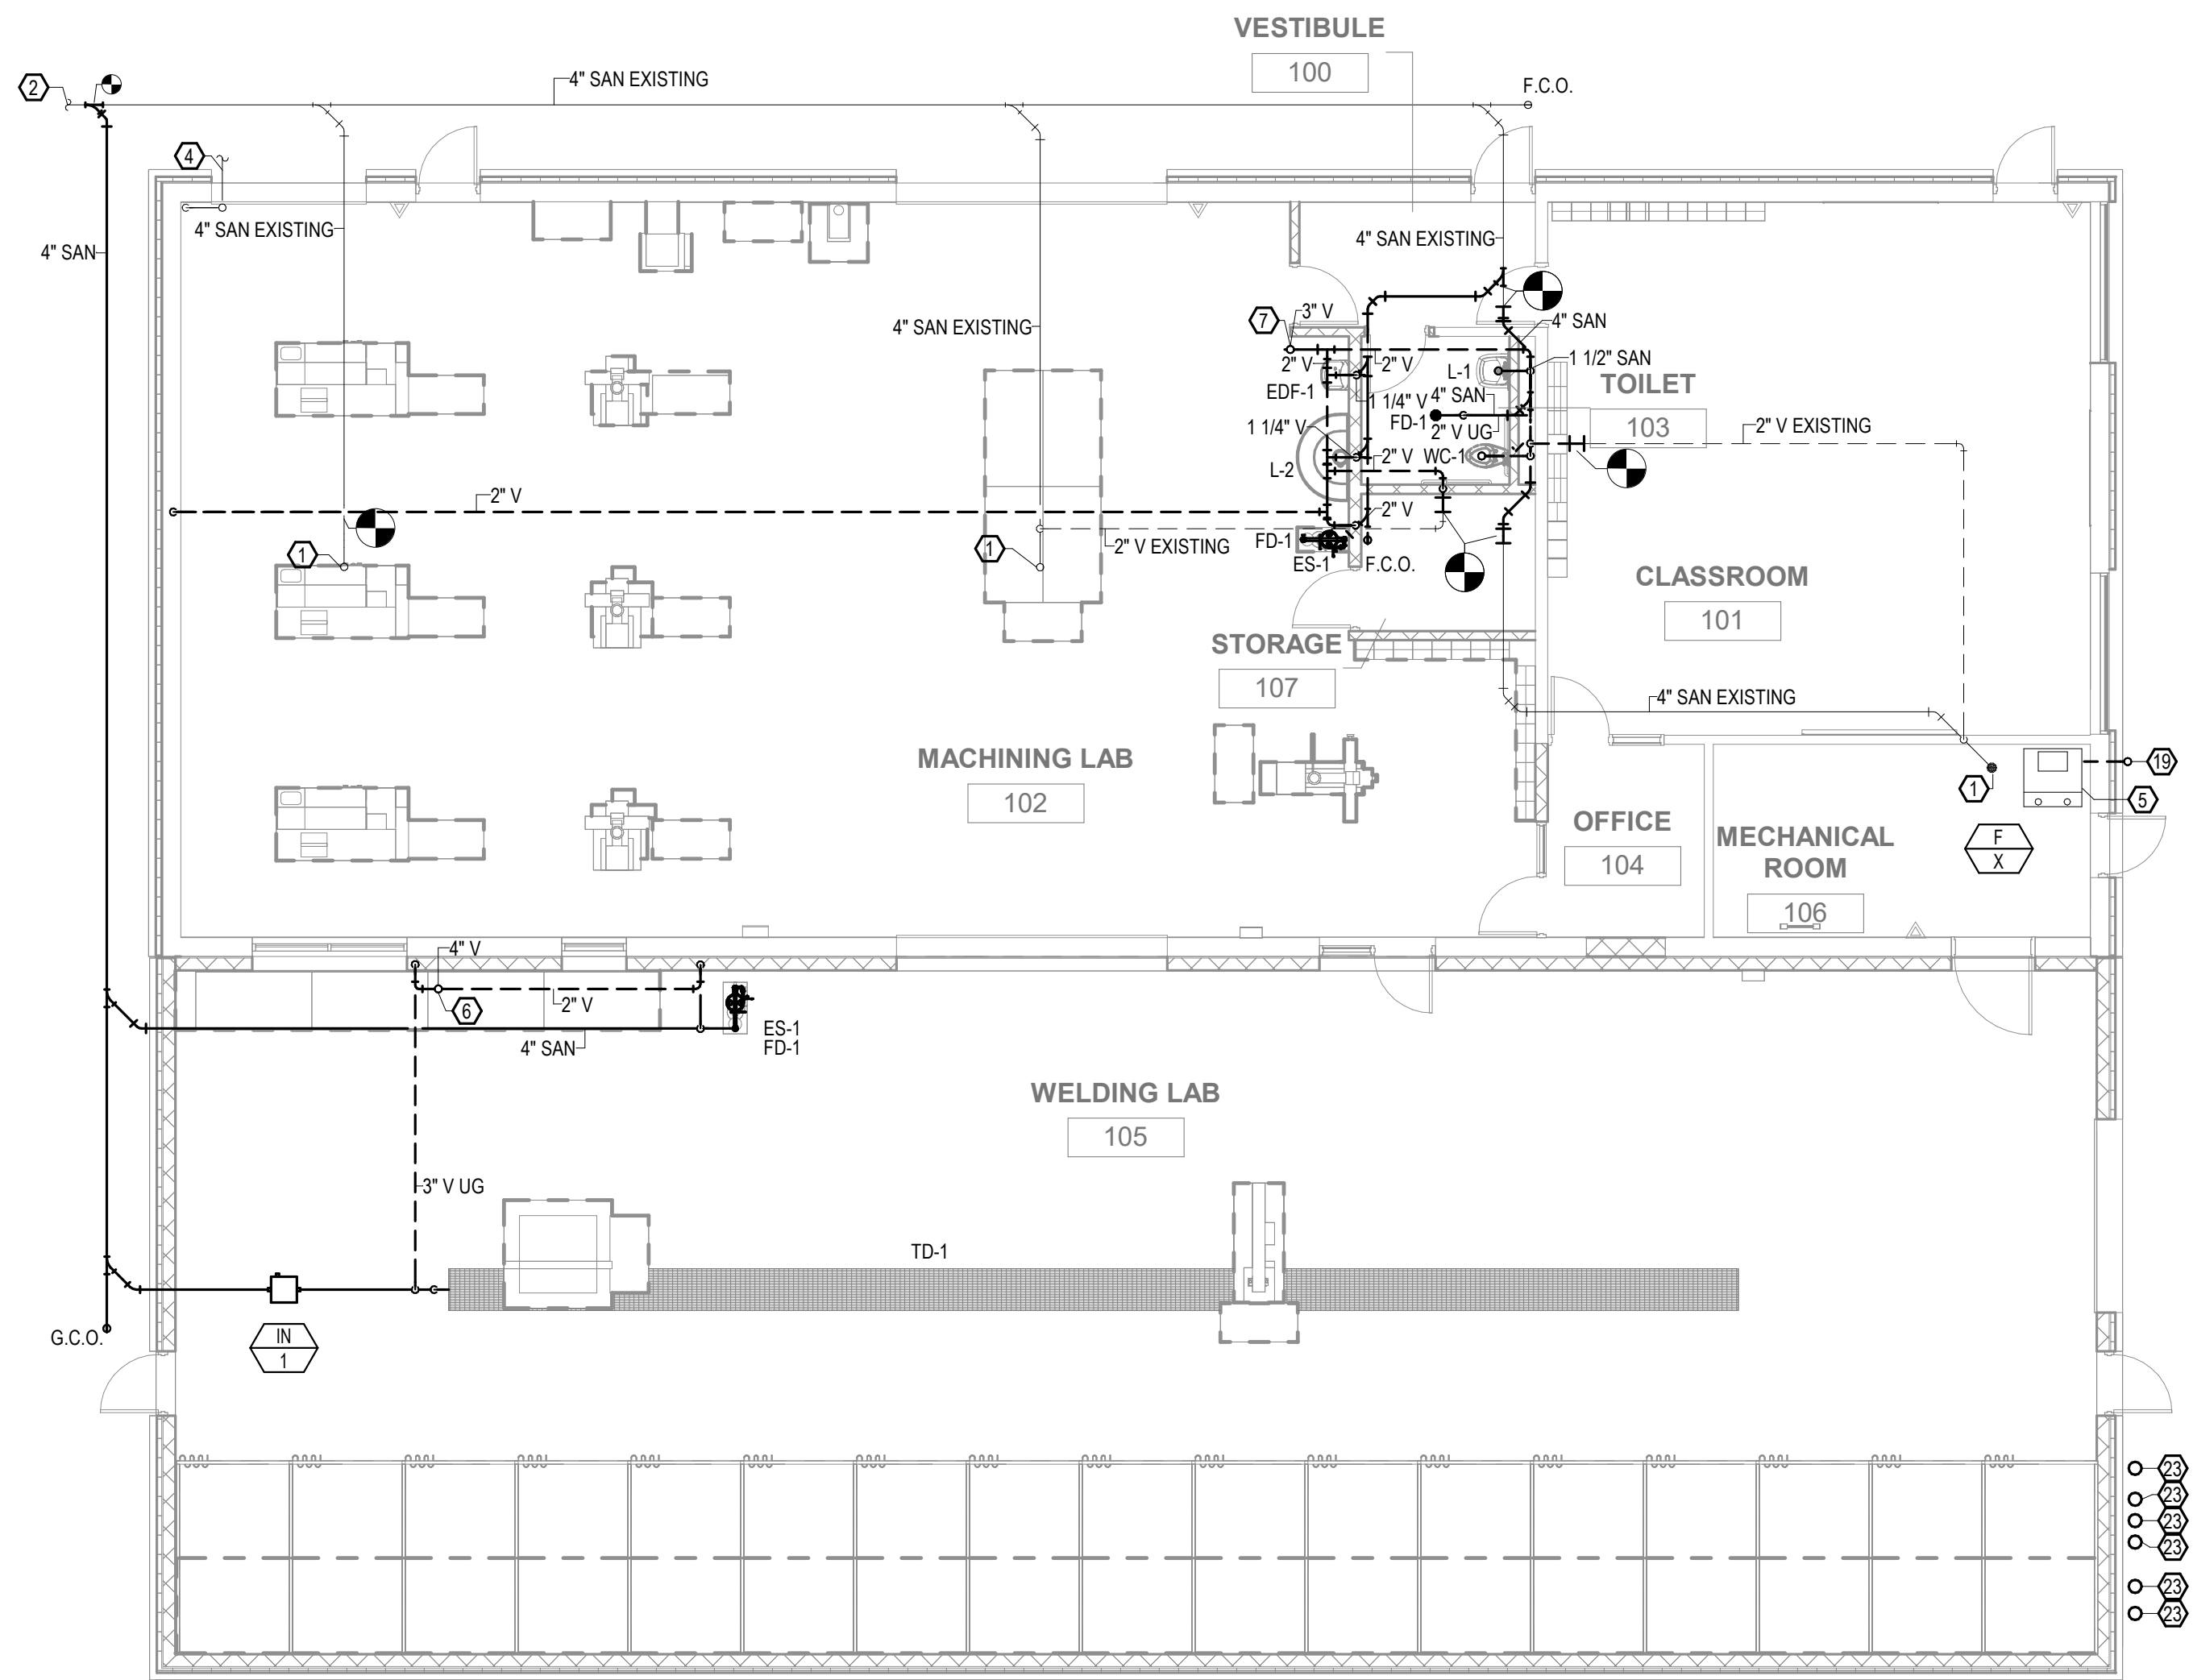 VESTIBULE
100
2
4" SAN EXISTING
F.C.O.
4
4" SAN EXISTING
4" SAN EXISTING
4" SAN
7
3" V
4" SAN EXISTING
4" SAN
2" V
2" V
1 1/2" SAN
L-1
TOILET
103
EDF-1
1 1/4" V
4" SAN
FD-1
1 1/4" V
2" V UG
2" V EXISTING
2" V
WC-1
L-2
2" V
2" V
FD-1
1
1
2" V EXISTING
ES-1
F.C.O.
CLASSROOM
101
STORAGE
107
4" SAN EXISTING
MACHINING LAB
102
19
1
5
OFFICE
104
MECHANICAL
ROOM
106
F
X
4" V
6
2" V
ES-1
FD-1
4" SAN
WELDING LAB
105
3" V UG
TD-1
G.C.O.
IN
1
23
23
23
23
23
23